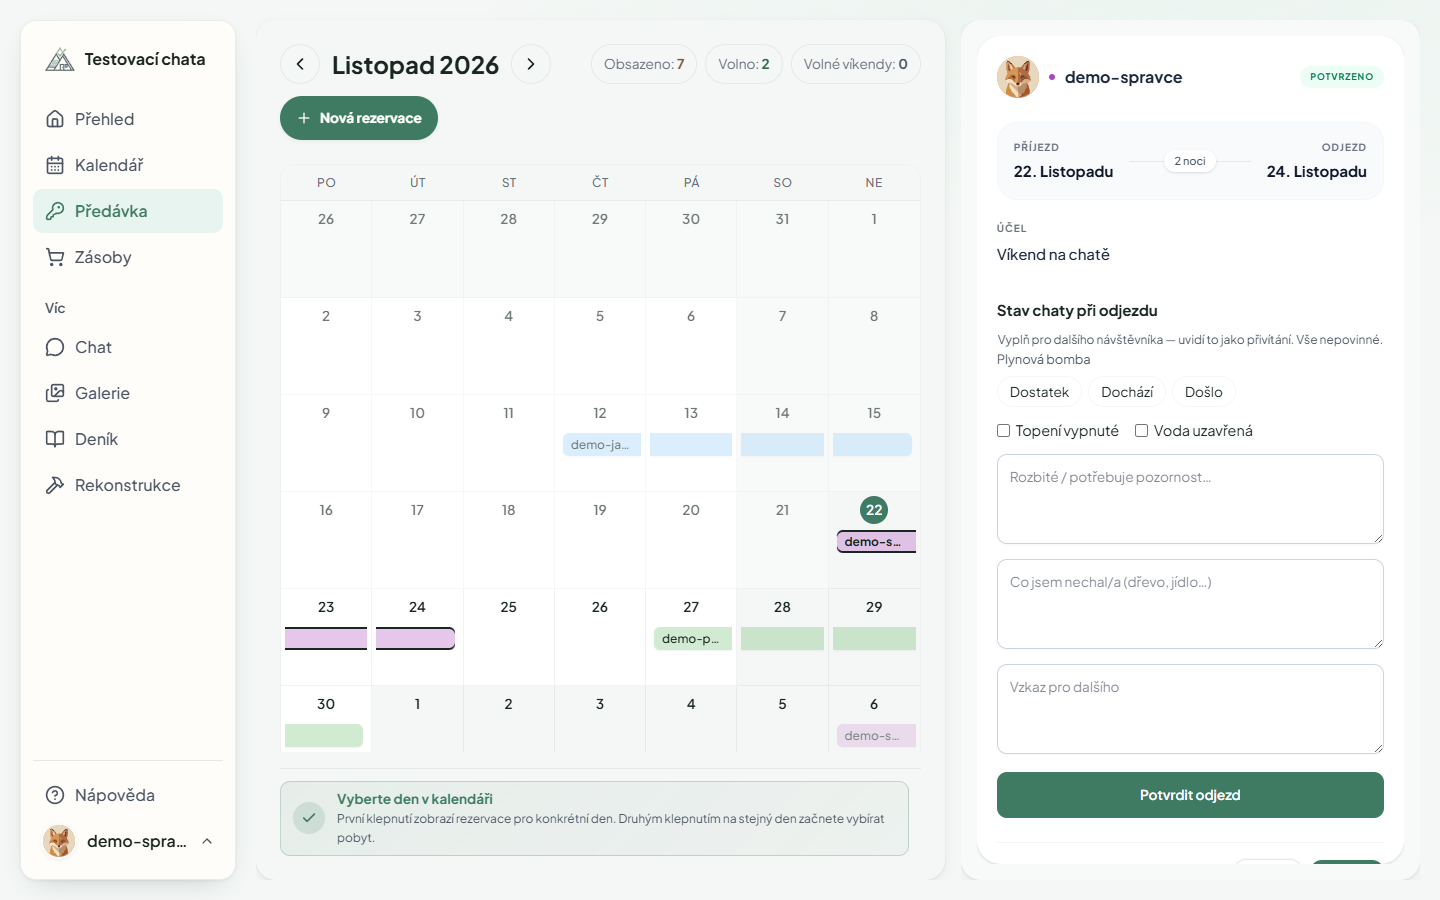 Testovací chata
Přehled
Kalendář
Předávka
Zásoby
Víc
Chat
Galerie
Deník
Rekonstrukce
Nápověda
demo-spra...
Listopad 2026
Obsazeno: 7
Volno: 2
Volné víkendy: 0
Nová rezervace
PO ÚT ST ČT PÁ SO NE
26 27 28 29 30 31 1
2 3 4 5 6 7 8
9 10 11 12 13 14 15
demo-ja...
16 17 18 19 20 21 22
demo-s...
23 24 25 26 27 28 29
demo-p...
30 1 2 3 4 5 6
demo-s...
Vyberte den v kalendáři
První klepnutí zobrazí rezervace pro konkrétní den. Druhým klepnutím na stejný den začnete vybírat
pobyt.
demo-spravce
POTVRZENO
PŘÍJEZD
22. Listopadu
2 noci
ODJEZD
24. Listopadu
ÚČEL
Víkend na chatě
Stav chaty při odjezdu
Vyplň pro dalšího návštěvníka — uvidí to jako přivítání. Vše nepovinné.
Plynová bomba
Dostatek Dochází Došlo
Topení vypnuté Voda uzavřená
Rozbité / potřebuje pozornost...
Co jsem nechal/a (dřevo, jídlo...)
Vzkaz pro dalšího
Potvrdit odjezd